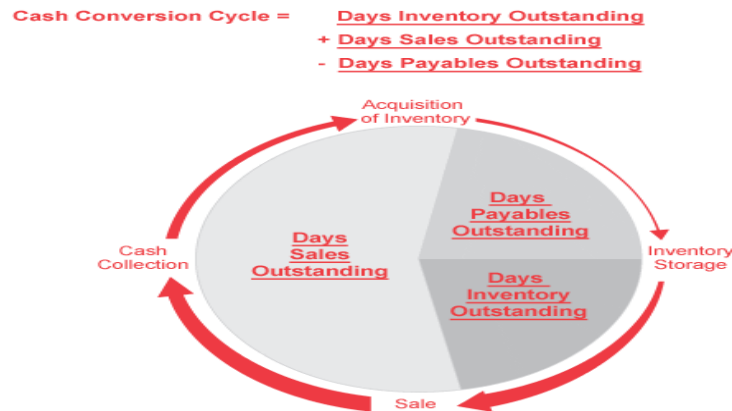 Cash Conversion Cycle = Days Inventory Outstanding
+ Days Sales Outstanding
- Days Payables Outstanding
Acquisition
of Inventory
Days
Payables
Outstanding
Days
Sales
Outstanding
Cash
Collection
Inventory
Storage
Days
Inventory
Outstanding
Sale